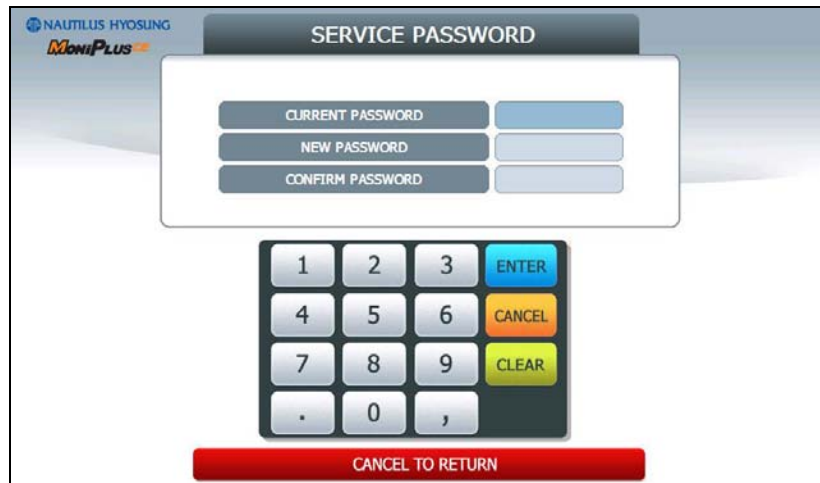 NAUTILUS HYOSUNG
MoniPlus CE
SERVICE PASSWORD
CURRENT PASSWORD
NEW PASSWORD
CONFIRM PASSWORD
1 2 3 ENTER
4 5 6 CANCEL
7 8 9 CLEAR
. 0 ,
CANCEL TO RETURN